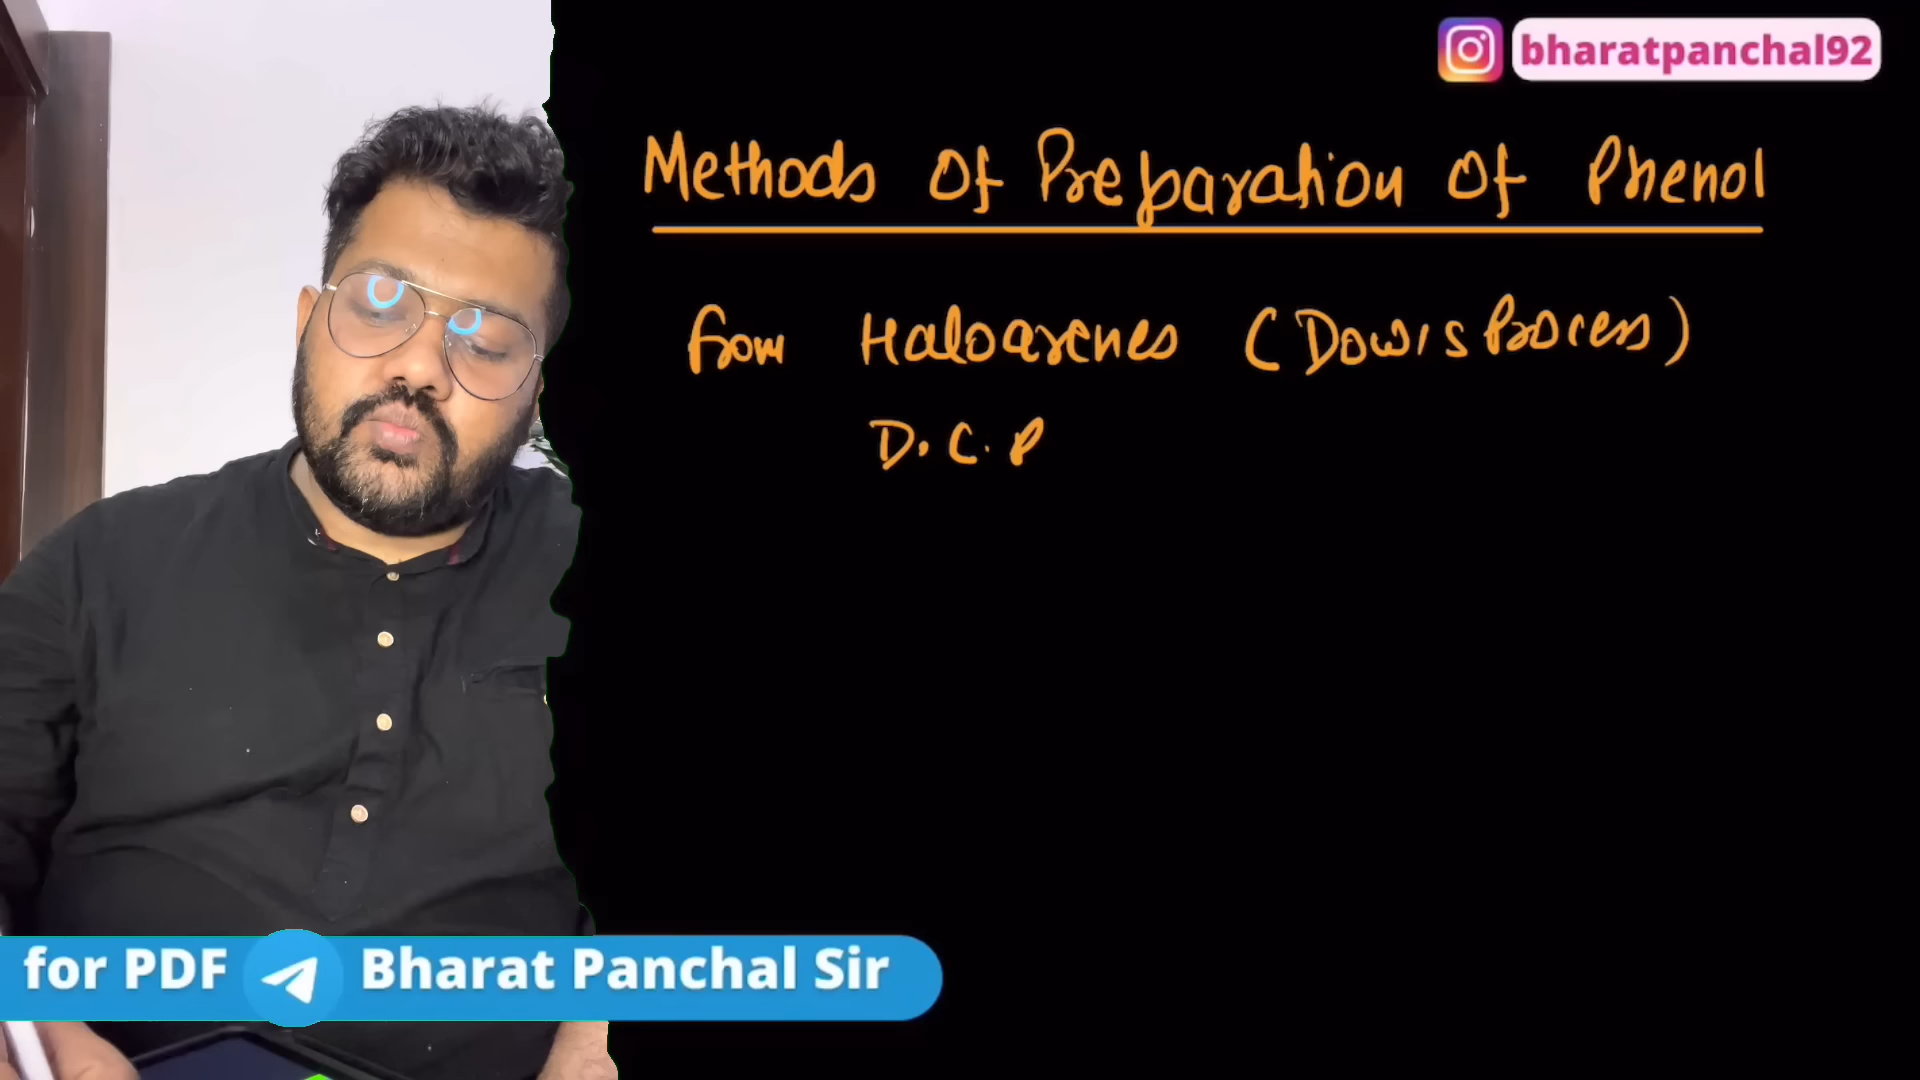 bharatpanchal92
Methods Of Preparation Of Phenol
from Haloarenes (Dow's Process)
D. C. P
for PDF Bharat Panchal Sir